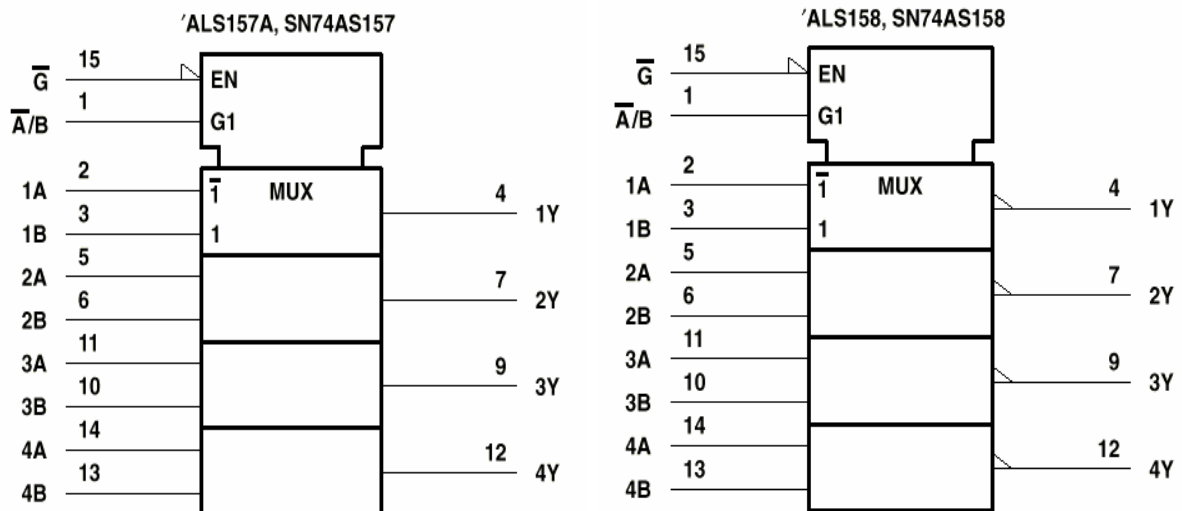 'ALS157A, SN74AS157
G̅ 15 EN
A̅/B 1 G1
1A 2 1̅ MUX
1B 3 1
4 1Y
2A 5
2B 6
7 2Y
3A 11
3B 10
9 3Y
4A 14
4B 13
12 4Y
'ALS158, SN74AS158
G̅ 15 EN
A̅/B 1 G1
1A 2 1̅ MUX
1B 3 1
4 1Y
2A 5
2B 6
7 2Y
3A 11
3B 10
9 3Y
4A 14
4B 13
12 4Y